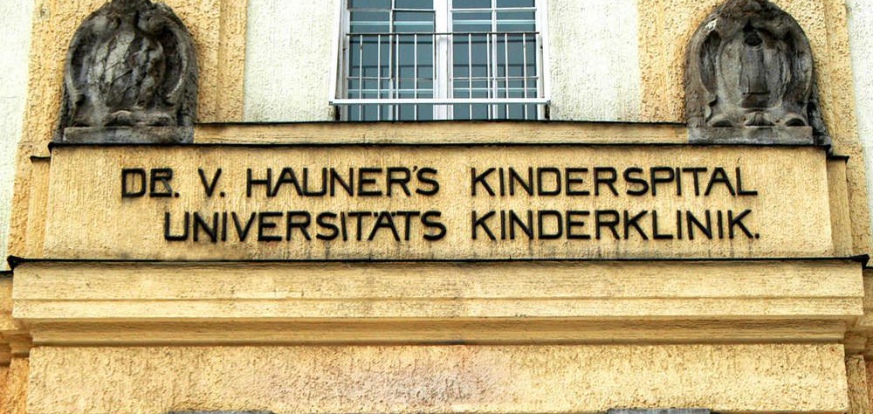 DR. V. HAUNER'S KINDERSPITAL
UNIVERSITÄTS KINDERKLINIK.